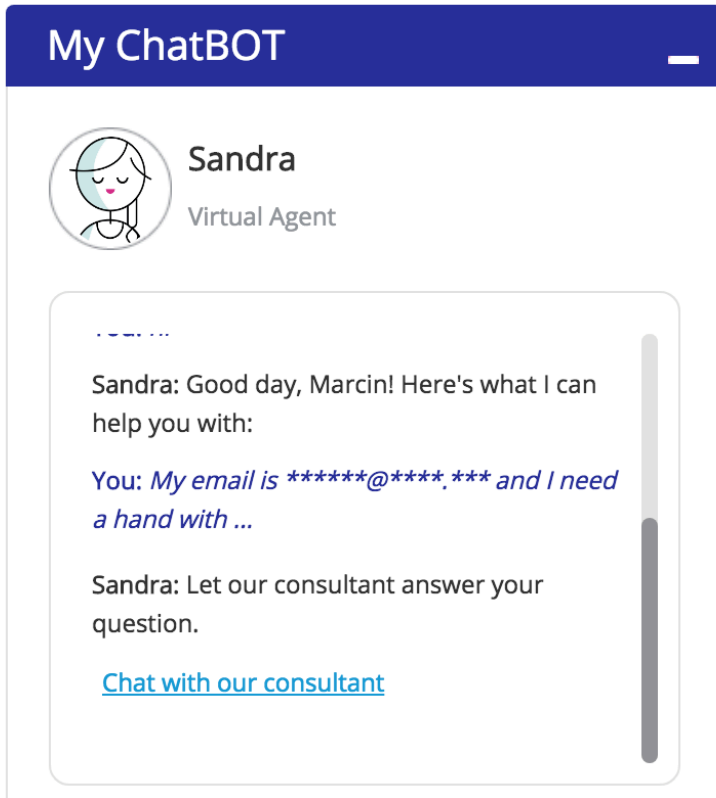 My ChatBOT
Sandra
Virtual Agent
Sandra: Good day, Marcin! Here's what I can
help you with:
You: My email is ******@****.*** and I need
a hand with ...
Sandra: Let our consultant answer your
question.
Chat with our consultant